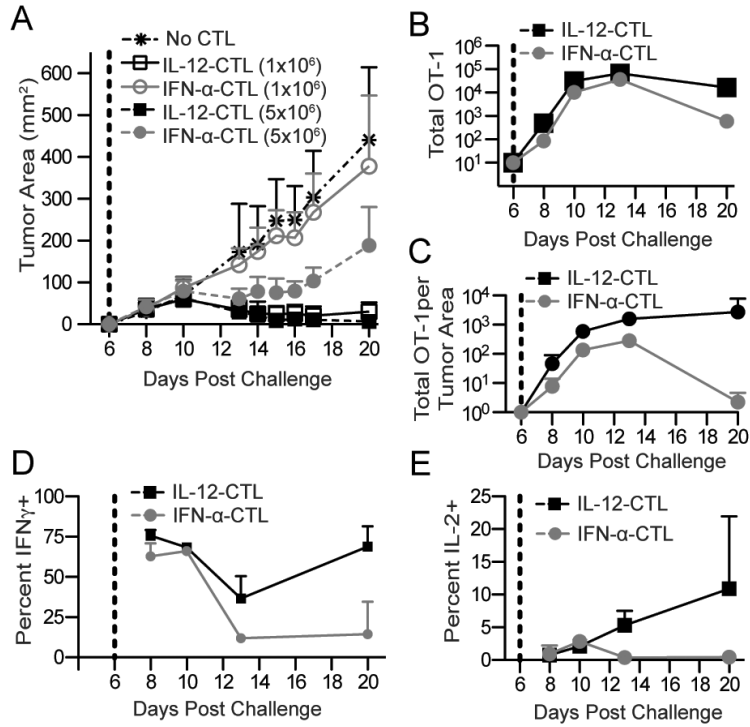 A
No CTL
IL-12-CTL (1x10⁶)
IFN-α-CTL (1x10⁶)
IL-12-CTL (5x10⁶)
IFN-α-CTL (5x10⁶)
Tumor Area (mm²)
600
500
400
300
200
100
0
6 8 10 12 14 16 18 20
Days Post Challenge
B
IL-12-CTL
IFN-α-CTL
Total OT-1
10⁶
10⁵
10⁴
10³
10²
10¹
6 8 10 12 14 16 18 20
Days Post Challenge
C
IL-12-CTL
IFN-α-CTL
Total OT-1per
Tumor Area
10⁴
10³
10²
10¹
10⁰
6 8 10 12 14 16 18 20
Days Post Challenge
D
IL-12-CTL
IFN-α-CTL
Percent IFNγ+
100
75
50
25
0
6 8 10 12 14 16 18 20
Days Post Challenge
E
IL-12-CTL
IFN-α-CTL
Percent IL-2+
25
20
15
10
5
0
6 8 10 12 14 16 18 20
Days Post Challenge